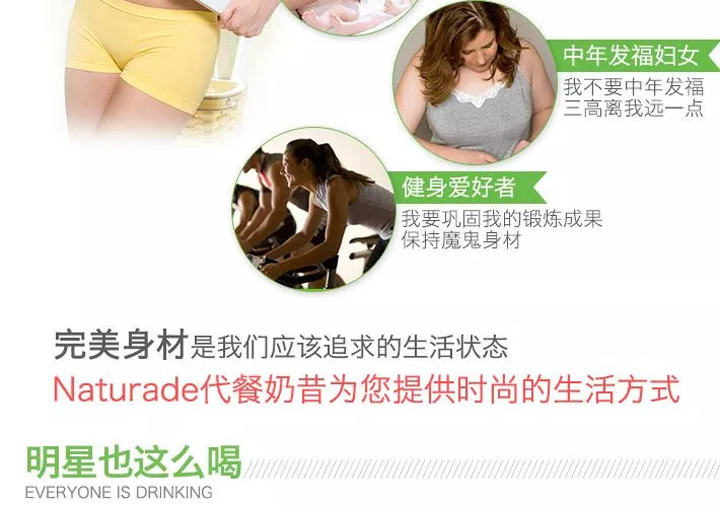 中年发福妇女
我不要中年发福
三高离我远一点
健身爱好者
我要巩固我的锻炼成果
保持魔鬼身材
完美身材是我们应该追求的生活状态
Naturade代餐奶昔为您提供时尚的生活方式
明星也这么喝
EVERYONE IS DRINKING